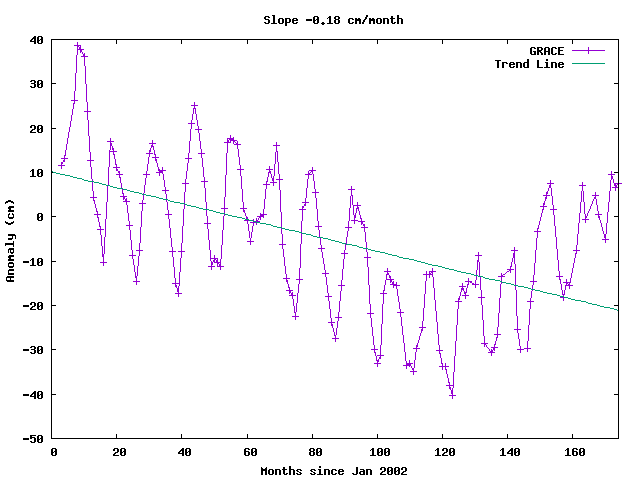 Slope -0.18 cm/month
GRACE
Trend Line
40
30
20
10
0
-10
-20
-30
-40
-50
Anomaly (cm)
0 20 40 60 80 100 120 140 160
Months since Jan 2002